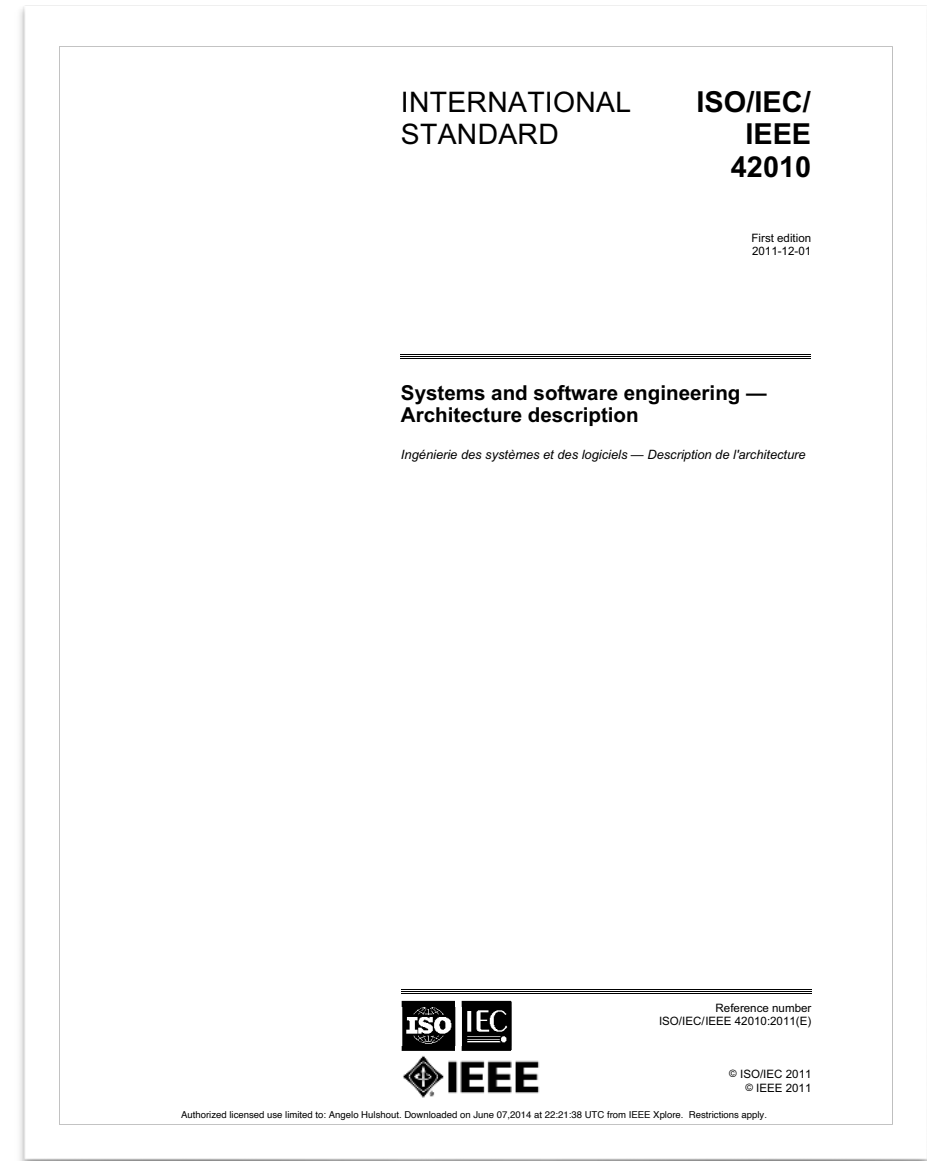 INTERNATIONAL STANDARD
ISO/IEC/
IEEE
42010
First edition
2011-12-01
Systems and software engineering —
Architecture description
Ingénierie des systèmes et des logiciels — Description de l'architecture
ISO IEC
IEEE
Reference number
ISO/IEC/IEEE 42010:2011(E)
© ISO/IEC 2011
© IEEE 2011
Authorized licensed use limited to: Angelo Hulshout. Downloaded on June 07,2014 at 22:21:38 UTC from IEEE Xplore. Restrictions apply.